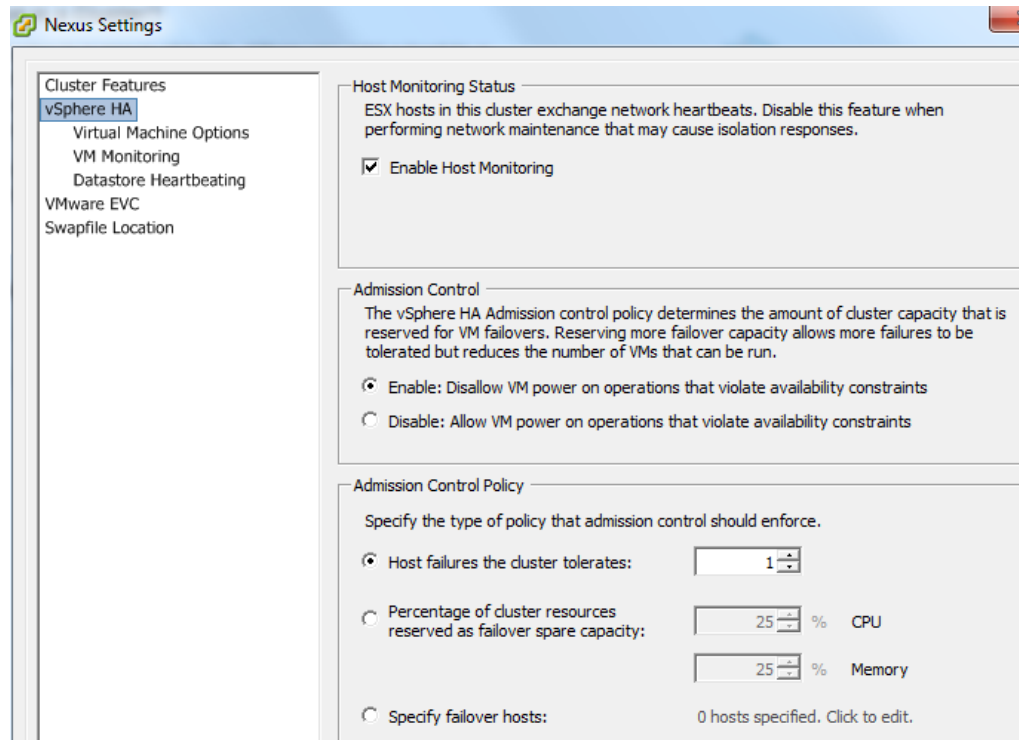 Nexus Settings
Cluster Features
vSphere HA
Virtual Machine Options
VM Monitoring
Datastore Heartbeating
VMware EVC
Swapfile Location
Host Monitoring Status
ESX hosts in this cluster exchange network heartbeats. Disable this feature when
performing network maintenance that may cause isolation responses.
Enable Host Monitoring
Admission Control
The vSphere HA Admission control policy determines the amount of cluster capacity that is
reserved for VM failovers. Reserving more failover capacity allows more failures to be
tolerated but reduces the number of VMs that can be run.
Enable: Disallow VM power on operations that violate availability constraints
Disable: Allow VM power on operations that violate availability constraints
Admission Control Policy
Specify the type of policy that admission control should enforce.
Host failures the cluster tolerates: 1
Percentage of cluster resources
reserved as failover spare capacity: 25 % CPU
25 % Memory
Specify failover hosts: 0 hosts specified. Click to edit.